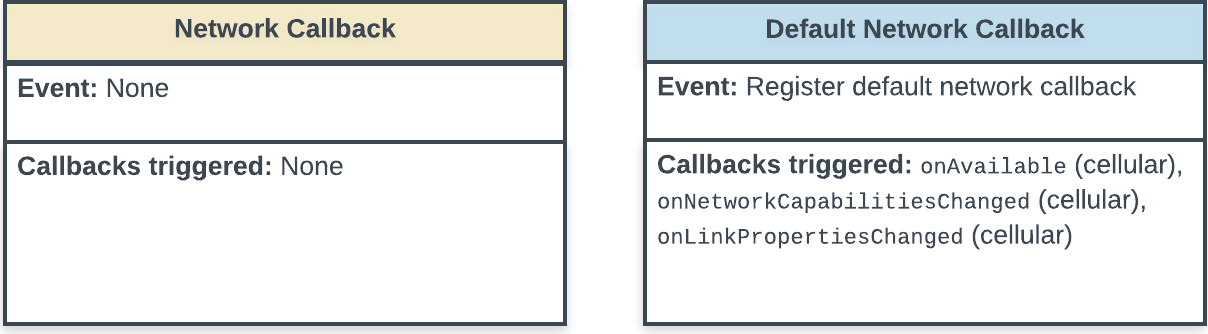 Network Callback
Event: None
Callbacks triggered: None
Default Network Callback
Event: Register default network callback
Callbacks triggered: onAvailable (cellular),
onNetworkCapabilitiesChanged (cellular),
onLinkPropertiesChanged (cellular)